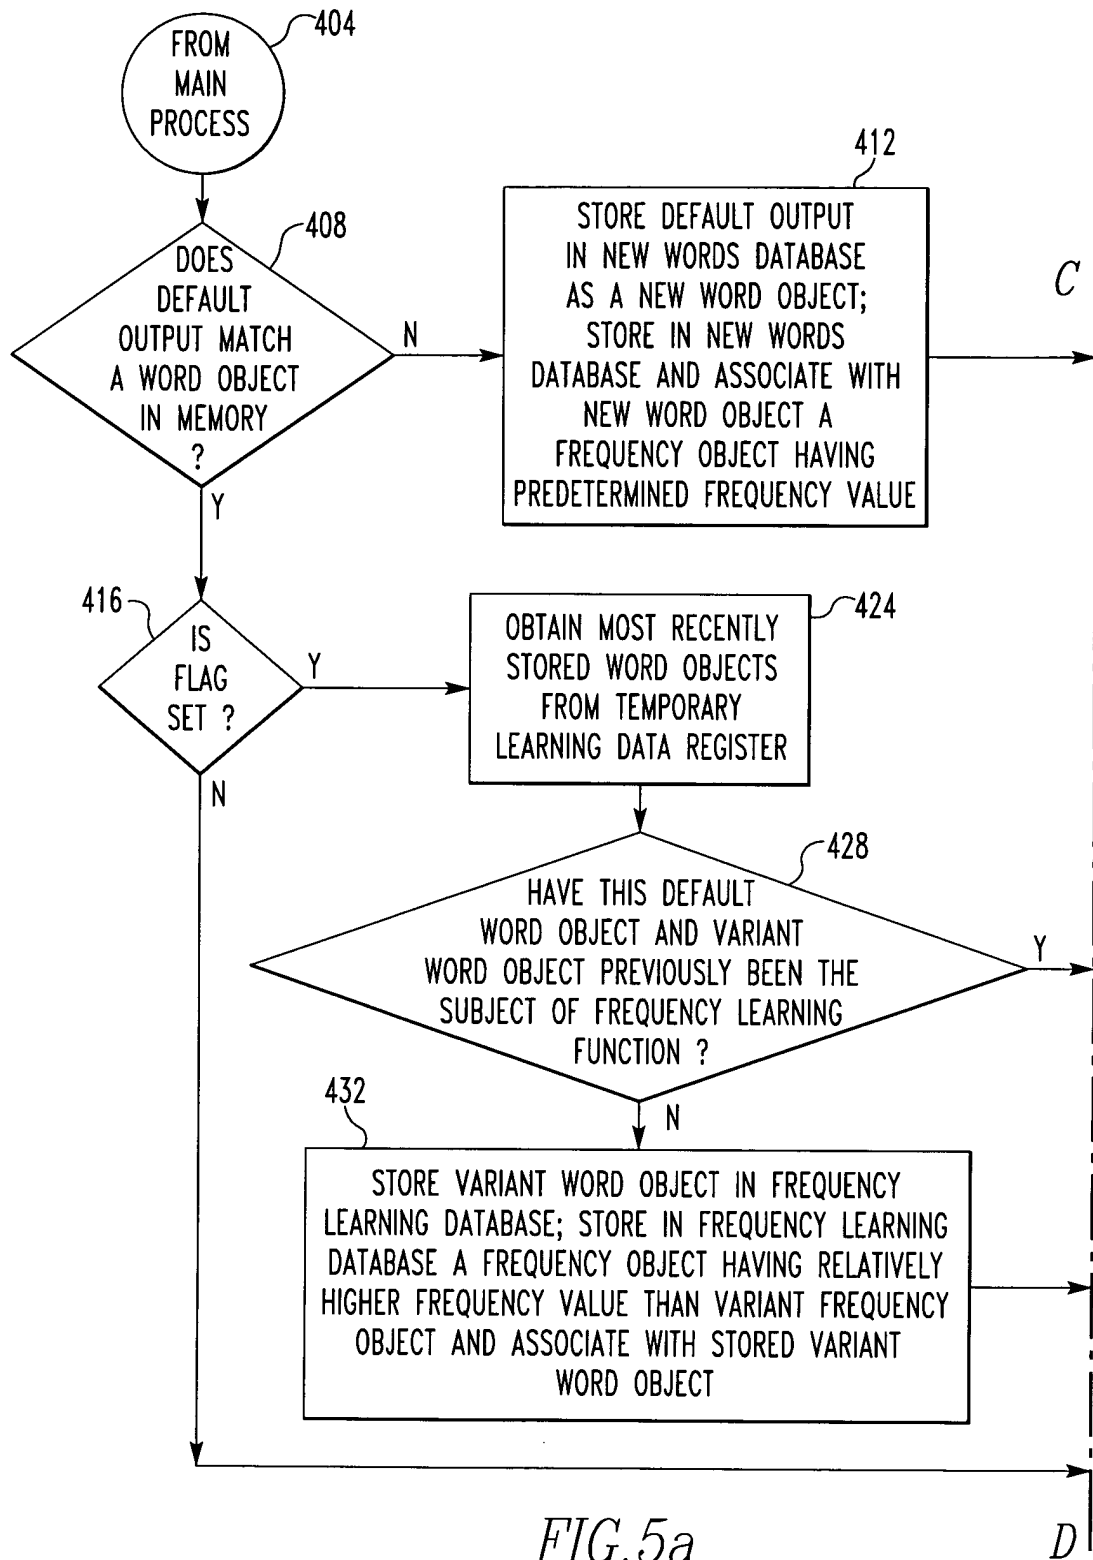 404
FROM
MAIN
PROCESS
408
DOES
DEFAULT
OUTPUT MATCH
A WORD OBJECT
IN MEMORY
?
N
Y
412
STORE DEFAULT OUTPUT
IN NEW WORDS DATABASE
AS A NEW WORD OBJECT;
STORE IN NEW WORDS
DATABASE AND ASSOCIATE WITH
NEW WORD OBJECT A
FREQUENCY OBJECT HAVING
PREDETERMINED FREQUENCY VALUE
C
416
IS
FLAG
SET ?
Y
N
424
OBTAIN MOST RECENTLY
STORED WORD OBJECTS
FROM TEMPORARY
LEARNING DATA REGISTER
428
HAVE THIS DEFAULT
WORD OBJECT AND VARIANT
WORD OBJECT PREVIOUSLY BEEN THE
SUBJECT OF FREQUENCY LEARNING
FUNCTION ?
Y
N
432
STORE VARIANT WORD OBJECT IN FREQUENCY
LEARNING DATABASE; STORE IN FREQUENCY LEARNING
DATABASE A FREQUENCY OBJECT HAVING RELATIVELY
HIGHER FREQUENCY VALUE THAN VARIANT FREQUENCY
OBJECT AND ASSOCIATE WITH STORED VARIANT
WORD OBJECT
FIG.5a
D